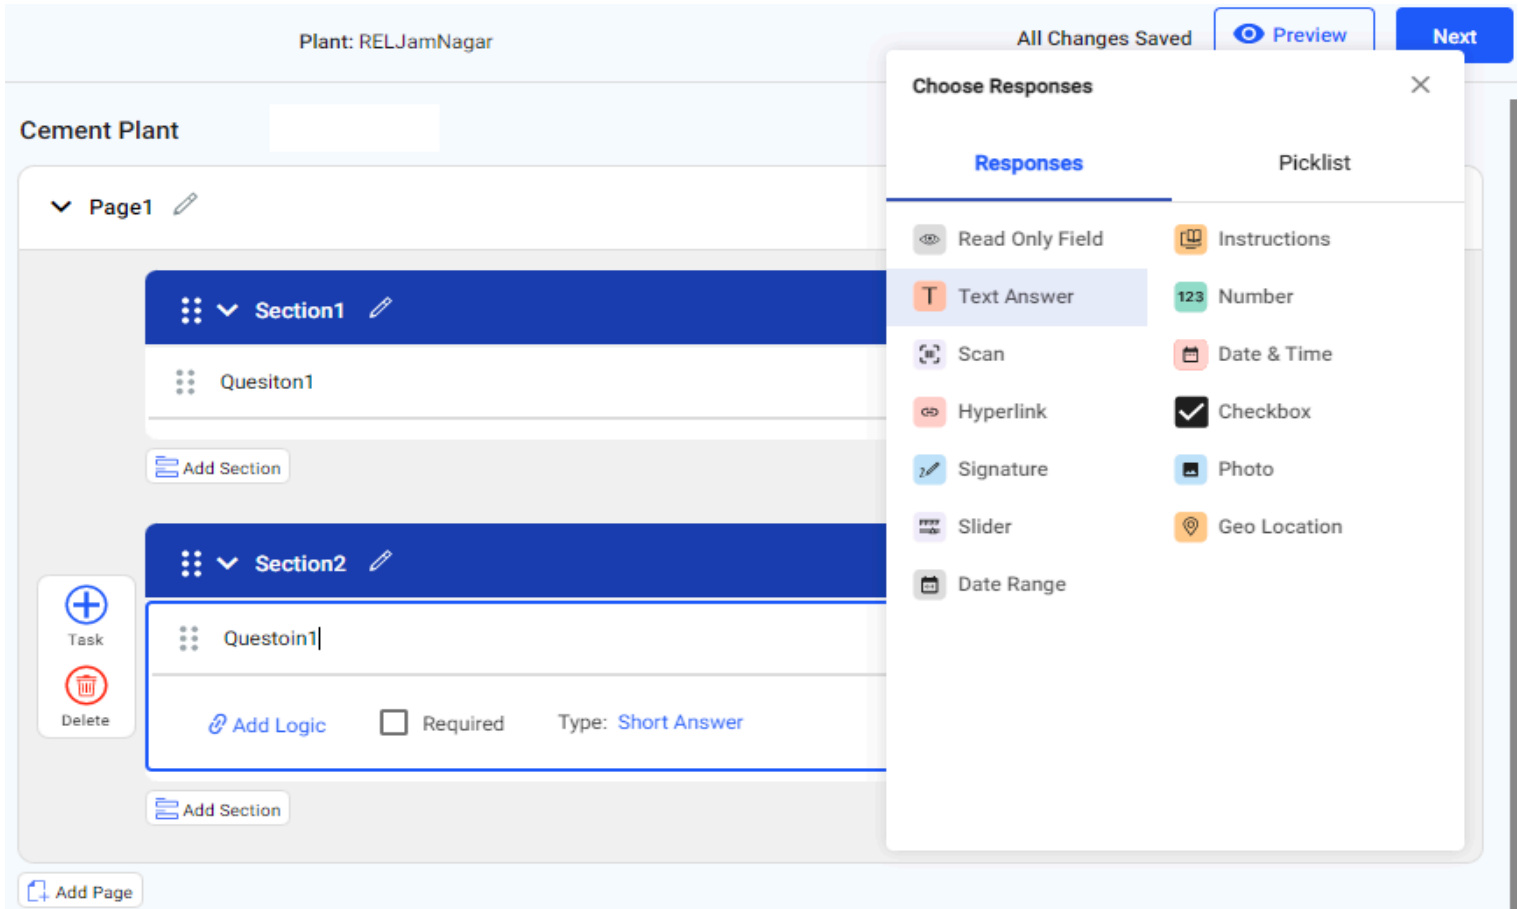 Plant: RELJamNagar
All Changes Saved
Preview
Next
Cement Plant
Page1
Section1
Quesiton1
Add Section
Section2
Task
Delete
Questoin1
Add Logic
Required
Type: Short Answer
Add Section
Add Page
Choose Responses
Responses
Picklist
Read Only Field
Instructions
T Text Answer
123 Number
Scan
Date & Time
Hyperlink
Checkbox
Signature
Photo
Slider
Geo Location
Date Range